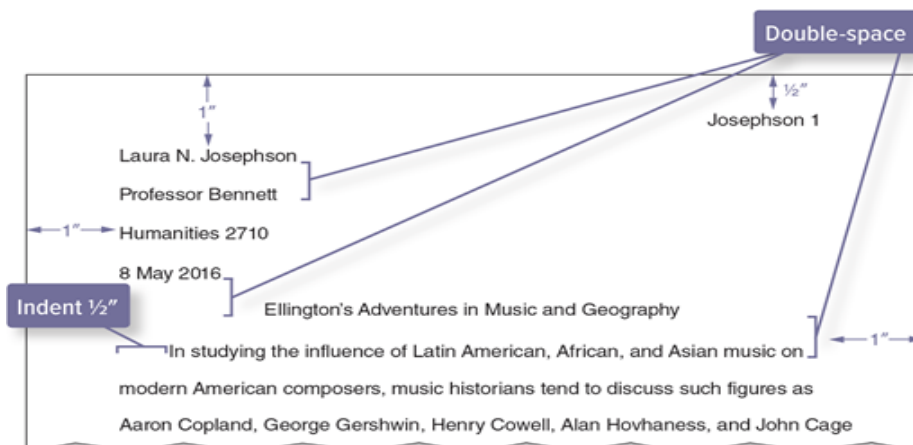 Double-space
1″
½″
Josephson 1
Laura N. Josephson
Professor Bennett
1″
Humanities 2710
8 May 2016
Indent ½″
Ellington’s Adventures in Music and Geography
In studying the influence of Latin American, African, and Asian music on
1″
modern American composers, music historians tend to discuss such figures as
Aaron Copland, George Gershwin, Henry Cowell, Alan Hovhaness, and John Cage